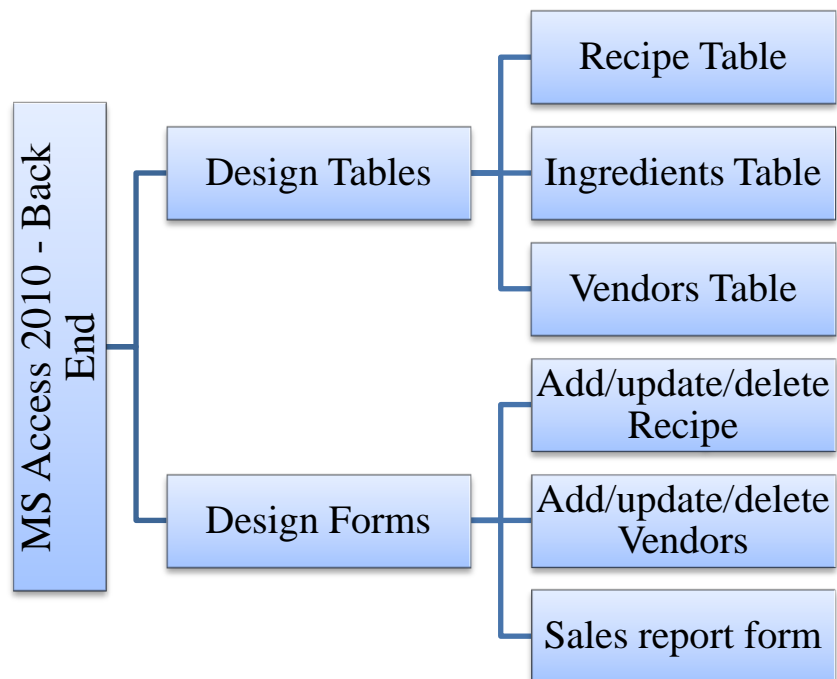 MS Access 2010 - Back
End
Design Tables
Recipe Table
Ingredients Table
Vendors Table
Design Forms
Add/update/delete
Recipe
Add/update/delete
Vendors
Sales report form